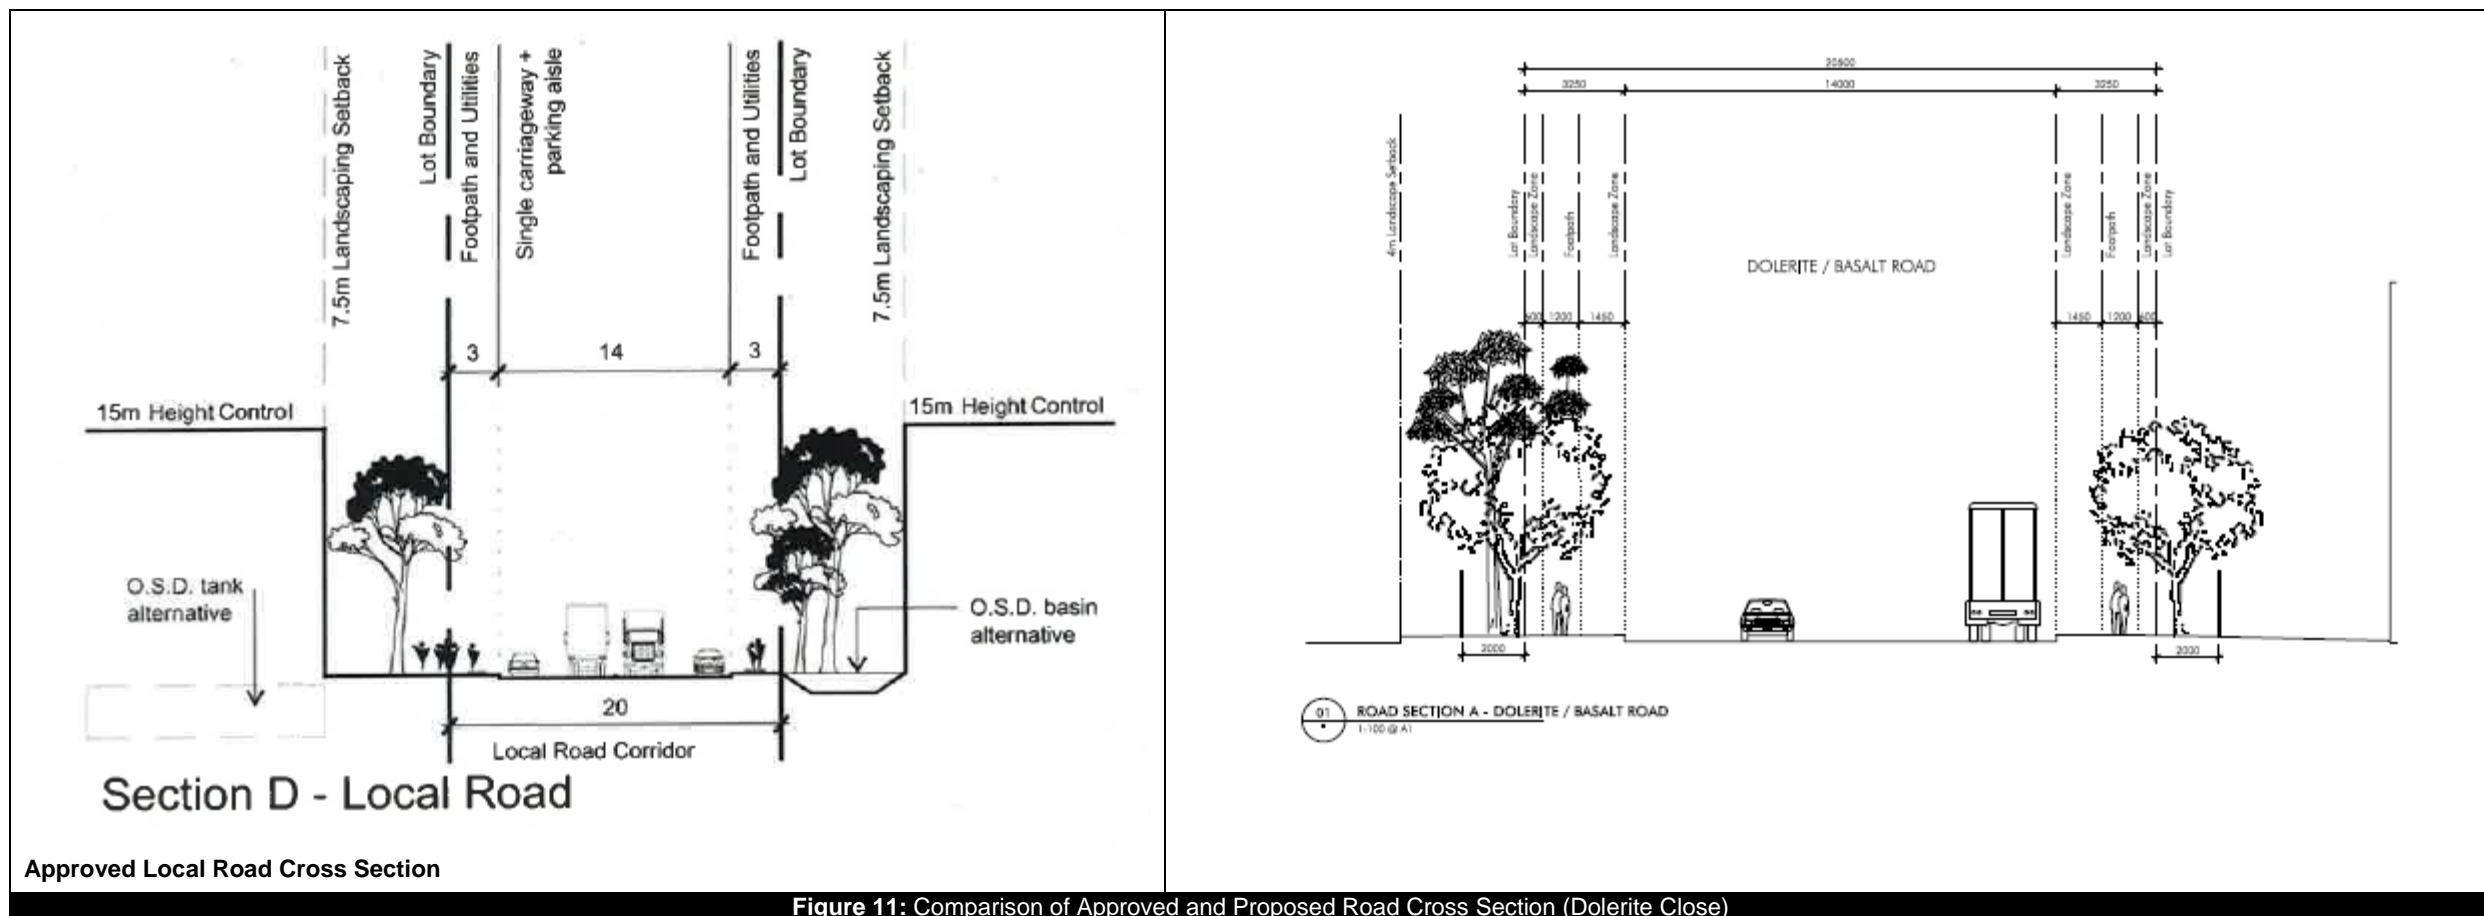 7.5m Landscaping Setback
Lot Boundary
Footpath and Utilities
Single carriageway +
parking aisle
Footpath and Utilities
Lot Boundary
7.5m Landscaping Setback
3
14
3
15m Height Control
15m Height Control
O.S.D. tank
alternative
O.S.D. basin
alternative
20
Local Road Corridor
Section D - Local Road
Approved Local Road Cross Section
20500
3250
14000
3250
4m Landscape Setback
Lot Boundary
Landscape Zone
Footpath
Landscape Zone
DOLERITE / BASALT ROAD
Landscape Zone
Footpath
Landscape Zone
Lot Boundary
600
1200
1450
1450
1200
600
2000
2000
01
ROAD SECTION A - DOLERITE / BASALT ROAD
1:100 @ A1
Figure 11: Comparison of Approved and Proposed Road Cross Section (Dolerite Close)